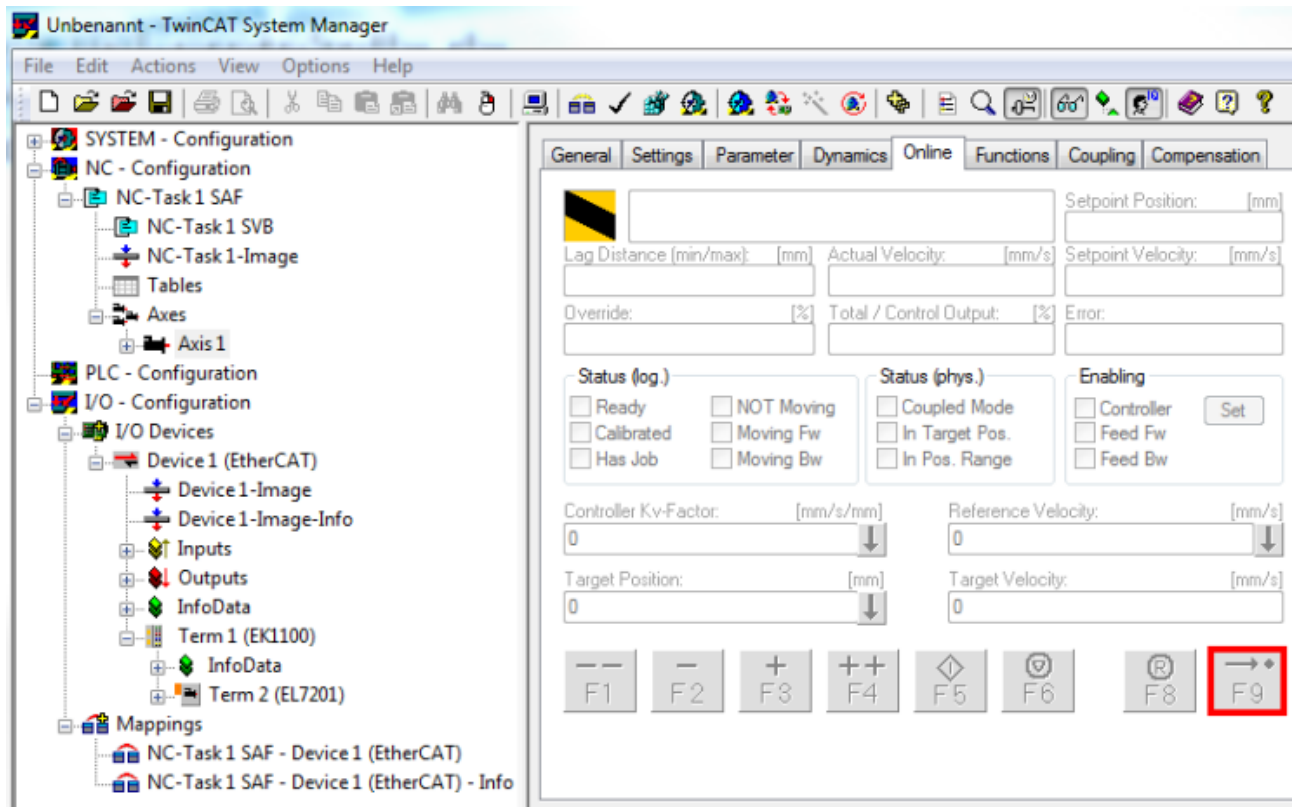 Unbenannt - TwinCAT System Manager
File Edit Actions View Options Help
SYSTEM - Configuration
NC - Configuration
NC-Task 1 SAF
NC-Task 1 SVB
NC-Task 1-Image
Tables
Axes
Axis 1
PLC - Configuration
I/O - Configuration
I/O Devices
Device 1 (EtherCAT)
Device 1-Image
Device 1-Image-Info
Inputs
Outputs
InfoData
Term 1 (EK1100)
InfoData
Term 2 (EL7201)
Mappings
NC-Task 1 SAF - Device 1 (EtherCAT)
NC-Task 1 SAF - Device 1 (EtherCAT) - Info
General Settings Parameter Dynamics Online Functions Coupling Compensation
Setpoint Position: [mm]
Lag Distance (min/max): [mm] Actual Velocity: [mm/s] Setpoint Velocity: [mm/s]
Override: [%] Total / Control Output: [%] Error:
Status (log.) Status (phys.) Enabling
Ready NOT Moving Coupled Mode Controller Set
Calibrated Moving Fw In Target Pos. Feed Fw
Has Job Moving Bw In Pos. Range Feed Bw
Controller Kv-Factor: [mm/s/mm] Reference Velocity: [mm/s]
0 0
Target Position: [mm] Target Velocity: [mm/s]
0 0
-- - + ++ R
F1 F2 F3 F4 F5 F6 F8 F9